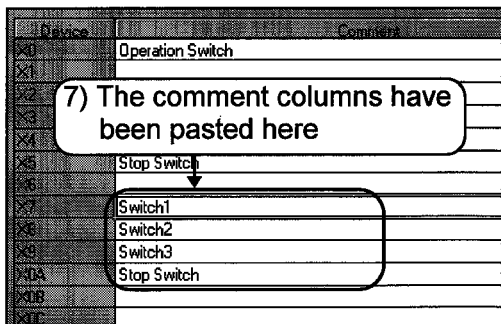 Device Comment
X0 Operation Switch
X1
X2
7) The comment columns have
been pasted here
X3
X4
X5 Stop Switch
X6
X7 Switch1
X8 Switch2
X9 Switch3
X0A Stop Switch
X0B
X0C